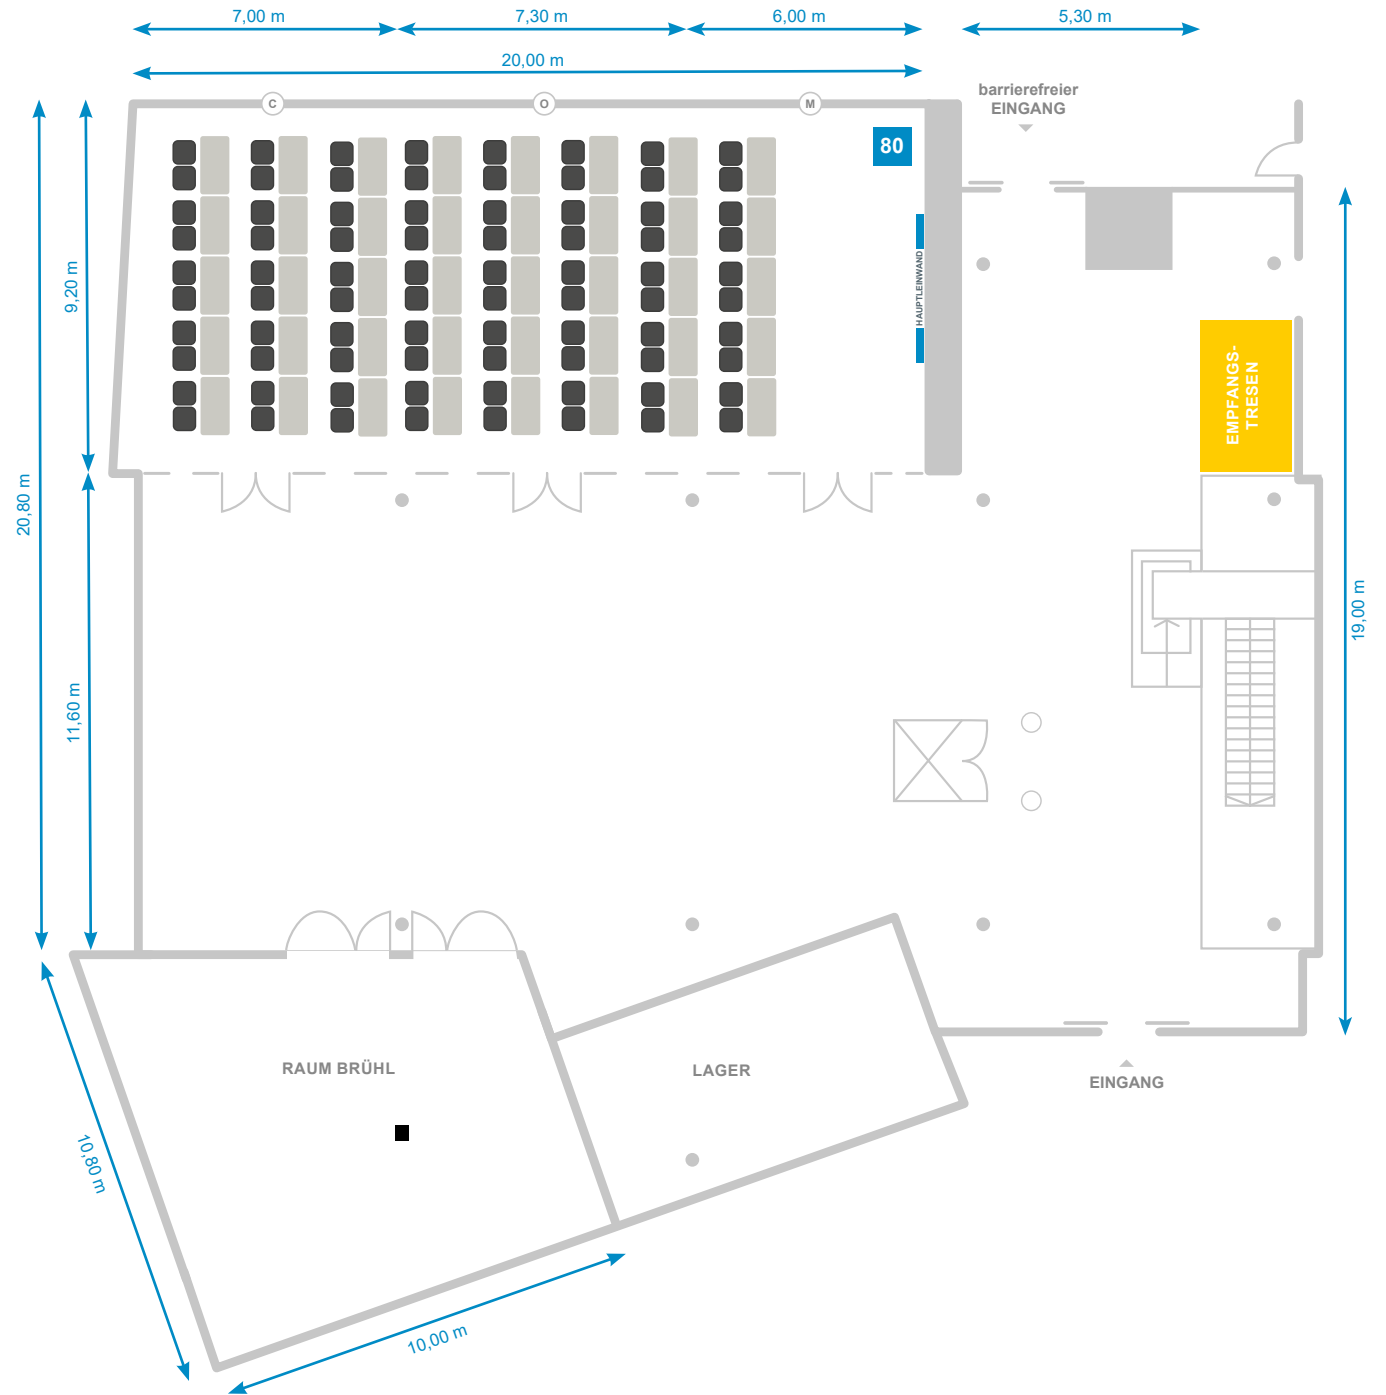 7,00 m
7,30 m
6,00 m
5,30 m
20,00 m
barrierefreier
EINGANG
C
O
M
80
HAUPTLEINWAND
9,20 m
EMPFANGS-
TRESEN
20,80 m
11,60 m
19,00 m
RAUM BRÜHL
LAGER
EINGANG
10,80 m
10,00 m